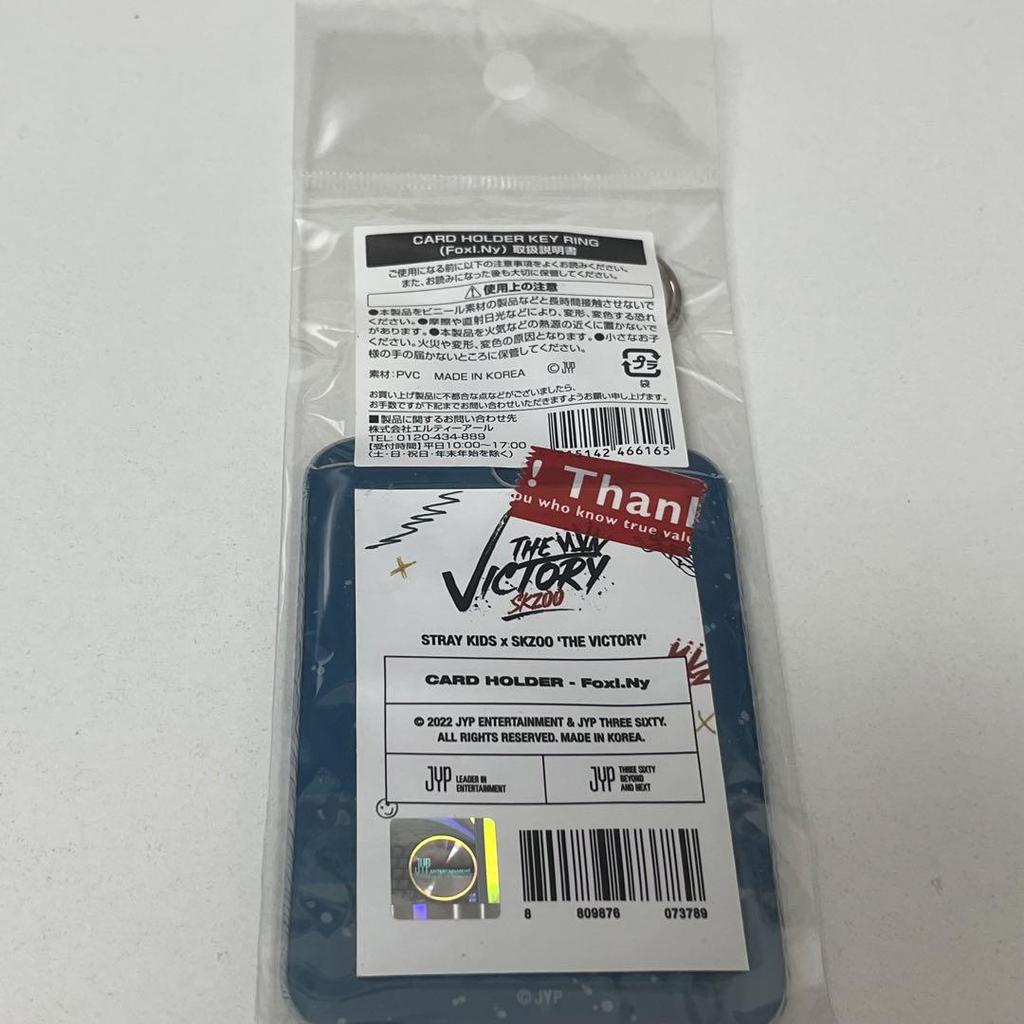 CARD HOLDER KEY RING
(FoxI.Ny) 取扱説明書
ご使用になる前に以下の注意事項をよくお読みください。
また、お読みになった後も大切に保管してください。
使用上の注意
●本製品をビニール素材の製品などと長時間接触させないで
ください。●摩擦や直射日光などにより、変形、変色する恐れ
があります。●本製品を火気などの熱源の近くに置かないで
ください。火災や変形、変色の原因となります。●小さなお子
様の手の届かないところに保管してください。
素材:PVC MADE IN KOREA © JYP
プラ
袋
お買い上げ製品に不都合な点などがございましたら、
お手数ですが下記までお問い合わせいただきますようお願い申し上げます。
■製品に関するお問い合わせ先
株式会社エルティーアール
TEL: 0120-434-889
【受付時間】平日10:00～17:00
(土・日・祝日・年末年始を除く)
15142 466165
! Thank
ou who know true valu
THE
VICTORY
SKZOO
STRAY KIDS x SKZOO 'THE VICTORY'
CARD HOLDER - FoxI.Ny
© 2022 JYP ENTERTAINMENT & JYP THREE SIXTY.
ALL RIGHTS RESERVED. MADE IN KOREA.
JYP LEADER IN
ENTERTAINMENT
JYP THREE SIXTY
BEYOND
AND NEXT
JYP
8 809876 073789
© JYP